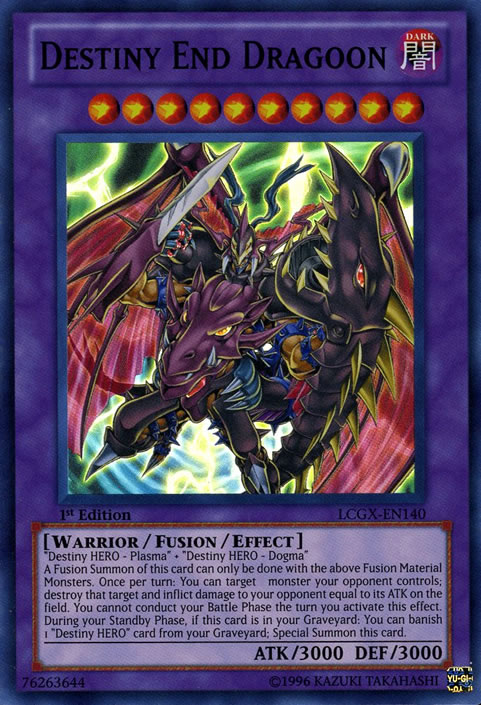 DESTINY END DRAGOON
DARK
闇
1st Edition
LCGX-EN140
[WARRIOR / FUSION / EFFECT]
"Destiny HERO - Plasma" + "Destiny HERO - Dogma"
A Fusion Summon of this card can only be done with the above Fusion Material
Monsters. Once per turn: You can target monster your opponent controls;
destroy that target and inflict damage to your opponent equal to its ATK on the
field. You cannot conduct your Battle Phase the turn you activate this effect.
During your Standby Phase, if this card is in your Graveyard: You can banish
1 "Destiny HERO" card from your Graveyard; Special Summon this card.
ATK/3000 DEF/3000
76263644
©1996 KAZUKI TAKAHASHI
YU-GI-